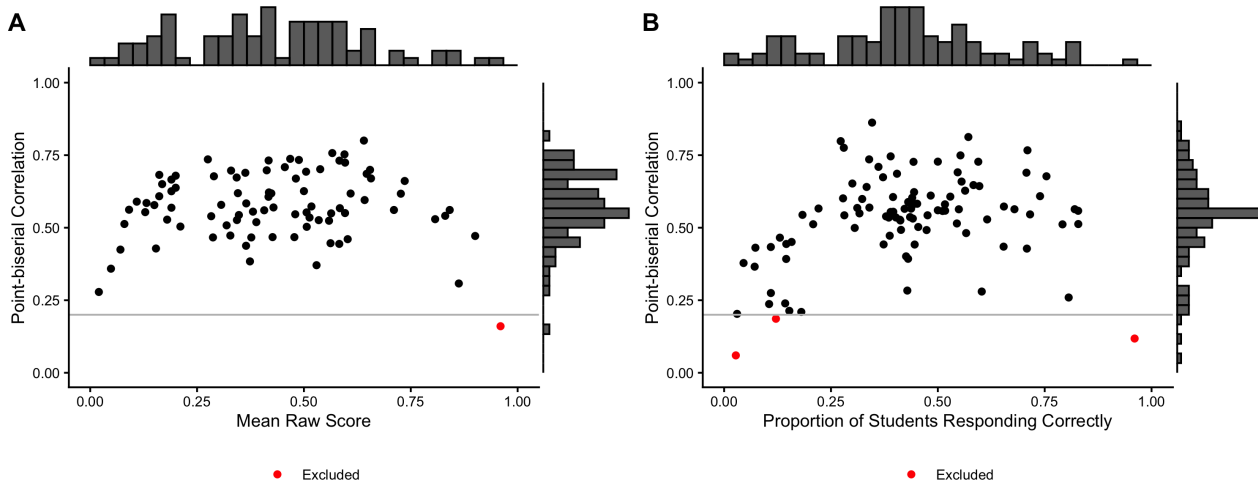 A
B
1.00
0.75
0.50
0.25
0.00
Point-biserial Correlation
0.00 0.25 0.50 0.75 1.00
Mean Raw Score
Excluded
1.00
0.75
0.50
0.25
0.00
Point-biserial Correlation
0.00 0.25 0.50 0.75 1.00
Proportion of Students Responding Correctly
Excluded